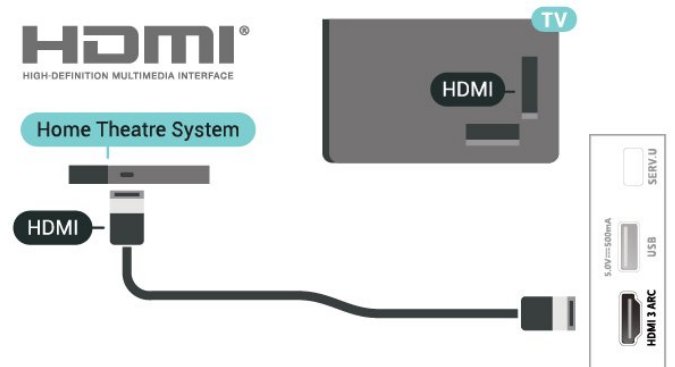 HDMI®
HIGH-DEFINITION MULTIMEDIA INTERFACE
TV
HDMI
Home Theatre System
HDMI
SERV.U
5.0V⎓500mA
USB
HDMI 3 ARC